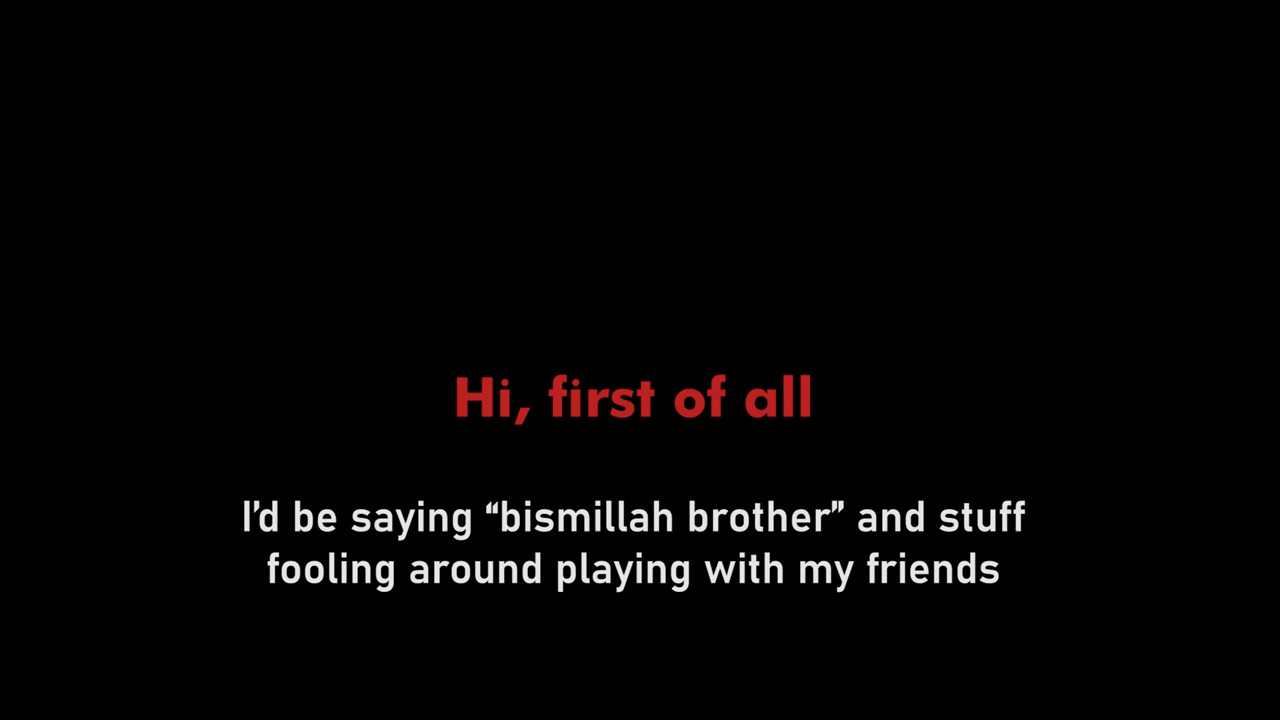 Hi, first of all
I’d be saying “bismillah brother” and stuff
fooling around playing with my friends